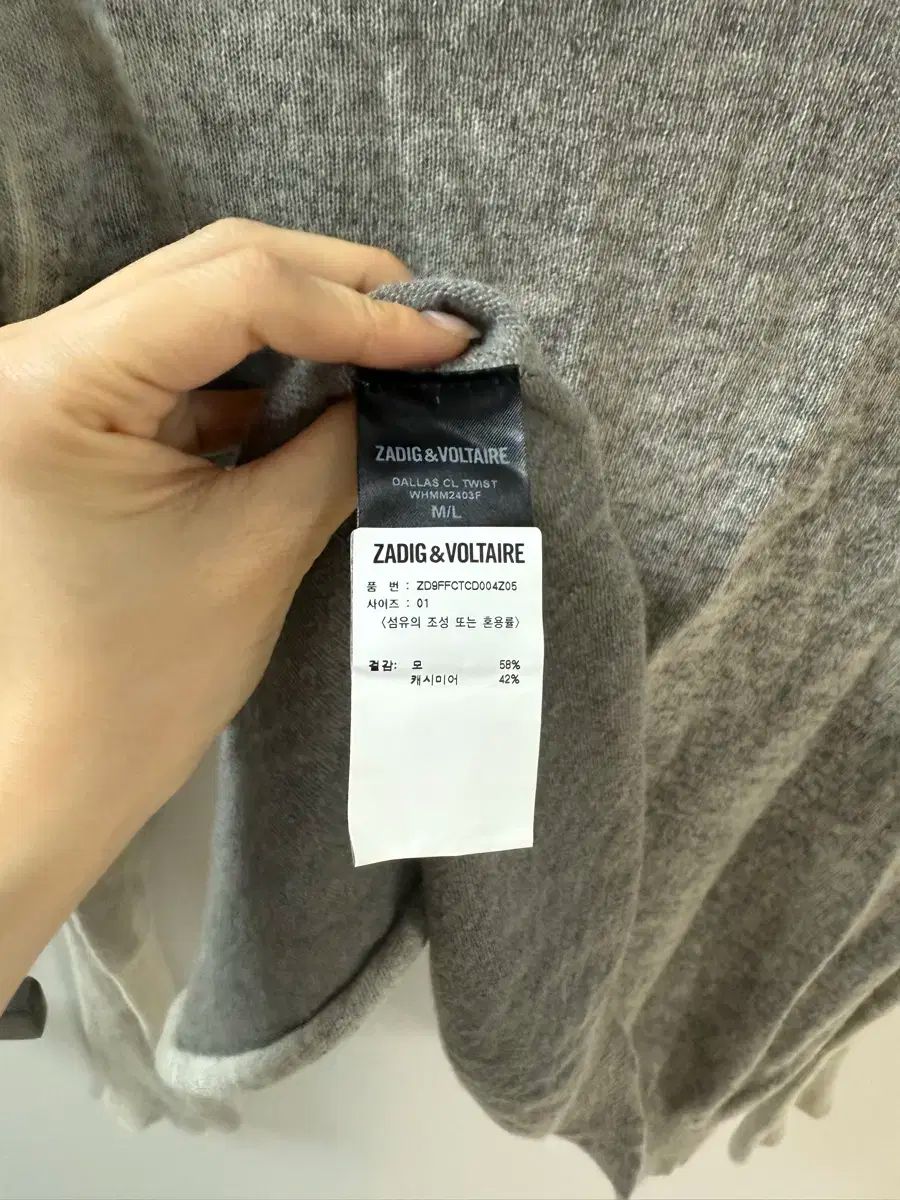 ZADIG&VOLTAIRE
DALLAS CL TWIST
WHMM2403F
M/L
ZADIG&VOLTAIRE
품 번 : ZD9FFCTCD004Z05
사이즈 : 01
〈섬유의 조성 또는 혼용률〉
겉감: 모 58%
캐시미어 42%